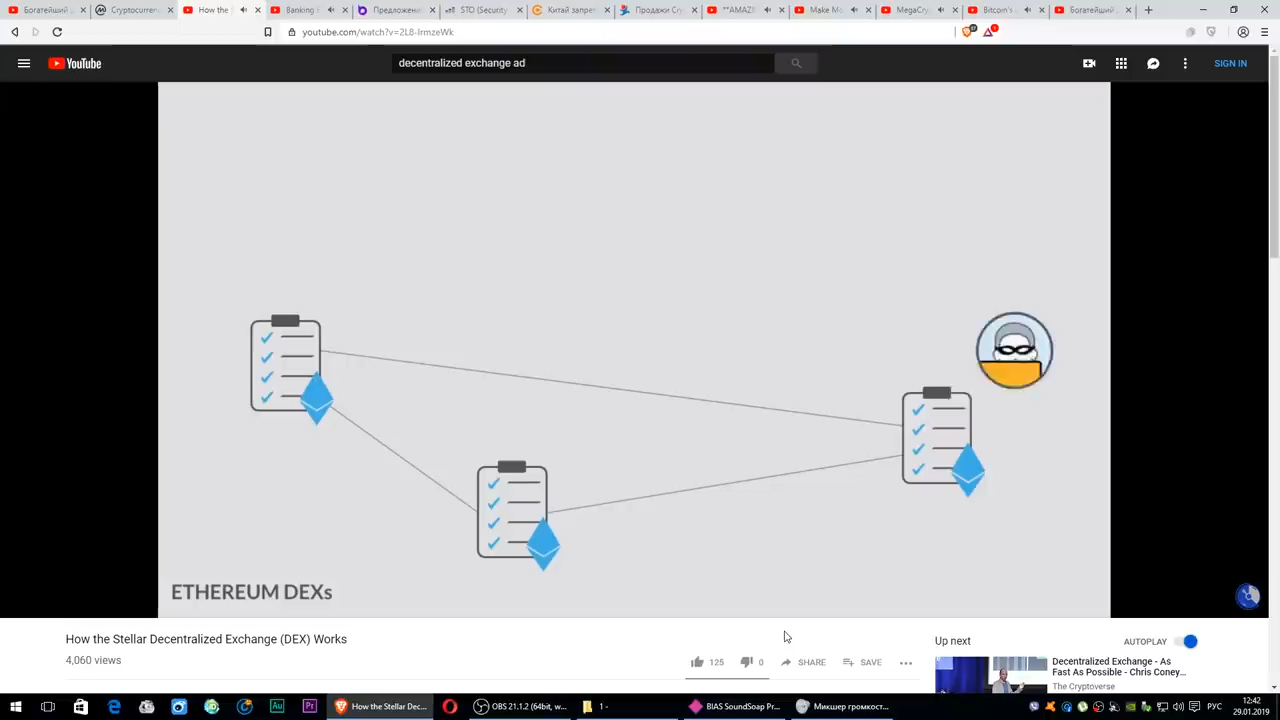 Богатейший
Cryptocurren
How the
Banking
Предложени
STO (Security
Китай запрет
Продажи Cry
**AMAZI
Make Mo
MegaCry
Bitcoin's
Богатейший д
youtube.com/watch?v=2L8-IrmzeWk
YouTube
decentralized exchange ad
SIGN IN
ETHEREUM DEXs
How the Stellar Decentralized Exchange (DEX) Works
4,060 views
125
0
SHARE
SAVE
Up next
AUTOPLAY
Decentralized Exchange - As
Fast As Possible - Chris Coney...
The Cryptoverse
How the Stellar Dec...
OBS 21.1.2 (64bit, w...
1 -
BIAS SoundSoap Pr...
Микшер громкост...
РУС
12:42
29.01.2019